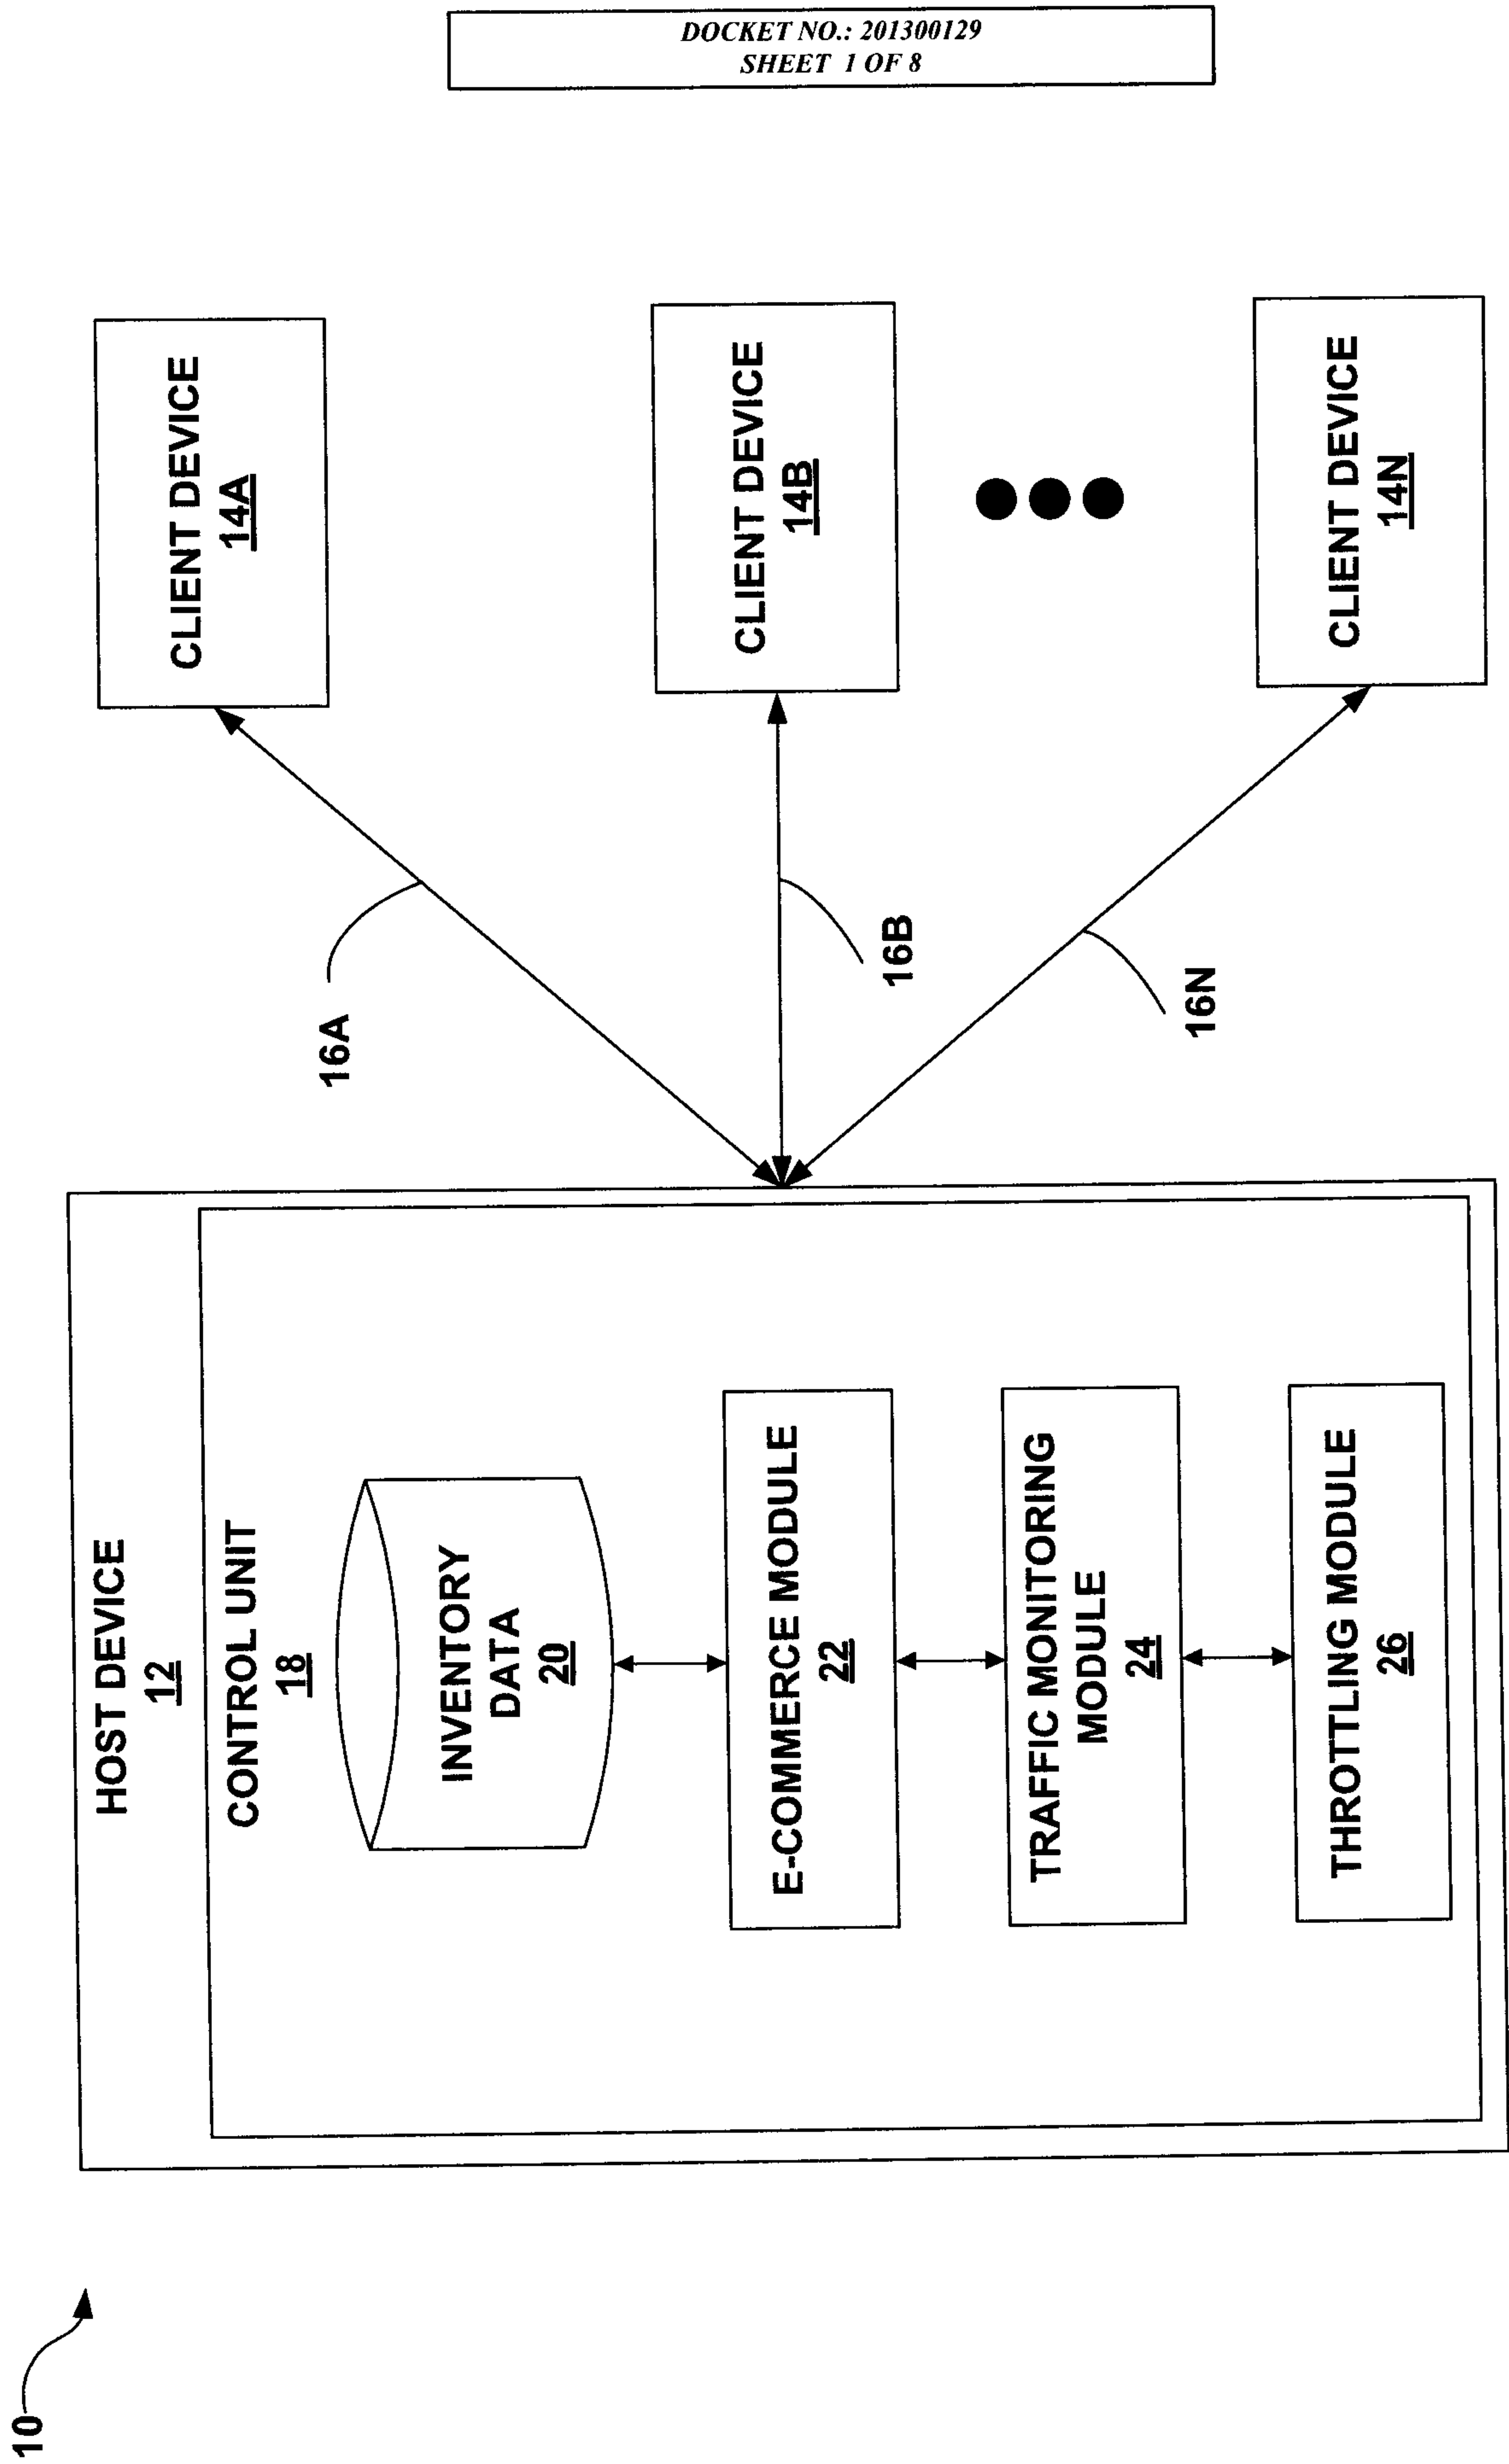 DOCKET NO.: 201300129
SHEET 1 OF 8
10
HOST DEVICE
12
CONTROL UNIT
18
INVENTORY
DATA
20
E-COMMERCE MODULE
22
TRAFFIC MONITORING
MODULE
24
THROTTLING MODULE
26
16A
16B
16N
CLIENT DEVICE
14A
CLIENT DEVICE
14B
CLIENT DEVICE
14N